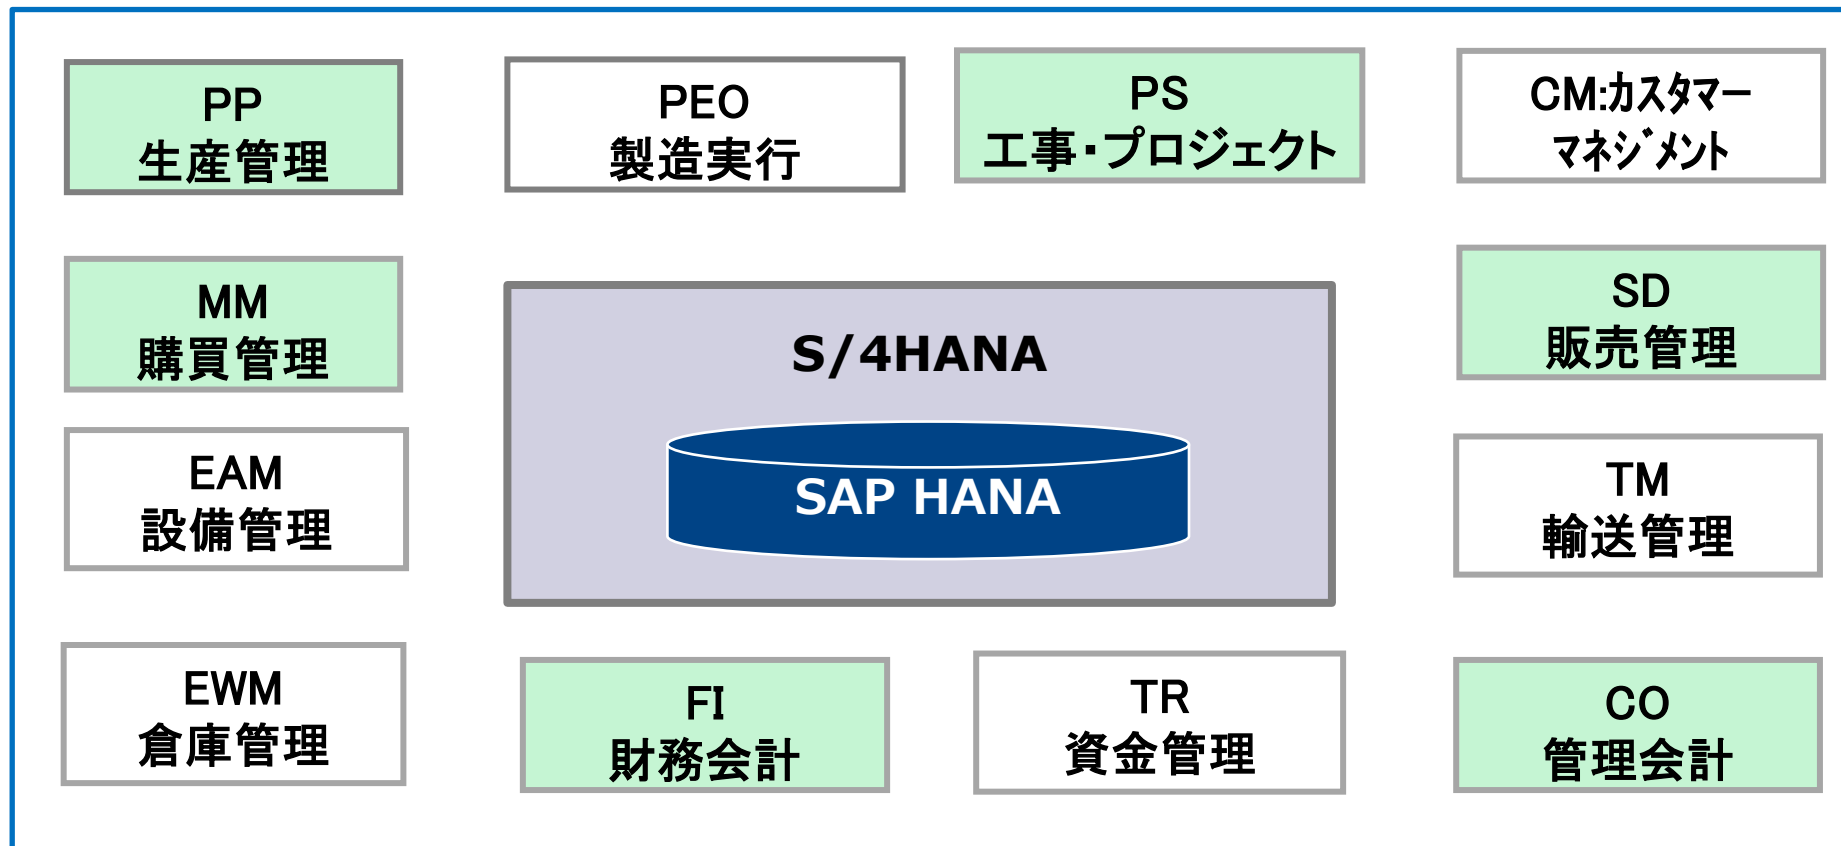 PP
生産管理
PEO
製造実行
PS
工事・プロジェクト
CM:カスタマー
マネジメント
MM
購買管理
S/4HANA
SAP HANA
SD
販売管理
EAM
設備管理
TM
輸送管理
EWM
倉庫管理
FI
財務会計
TR
資金管理
CO
管理会計